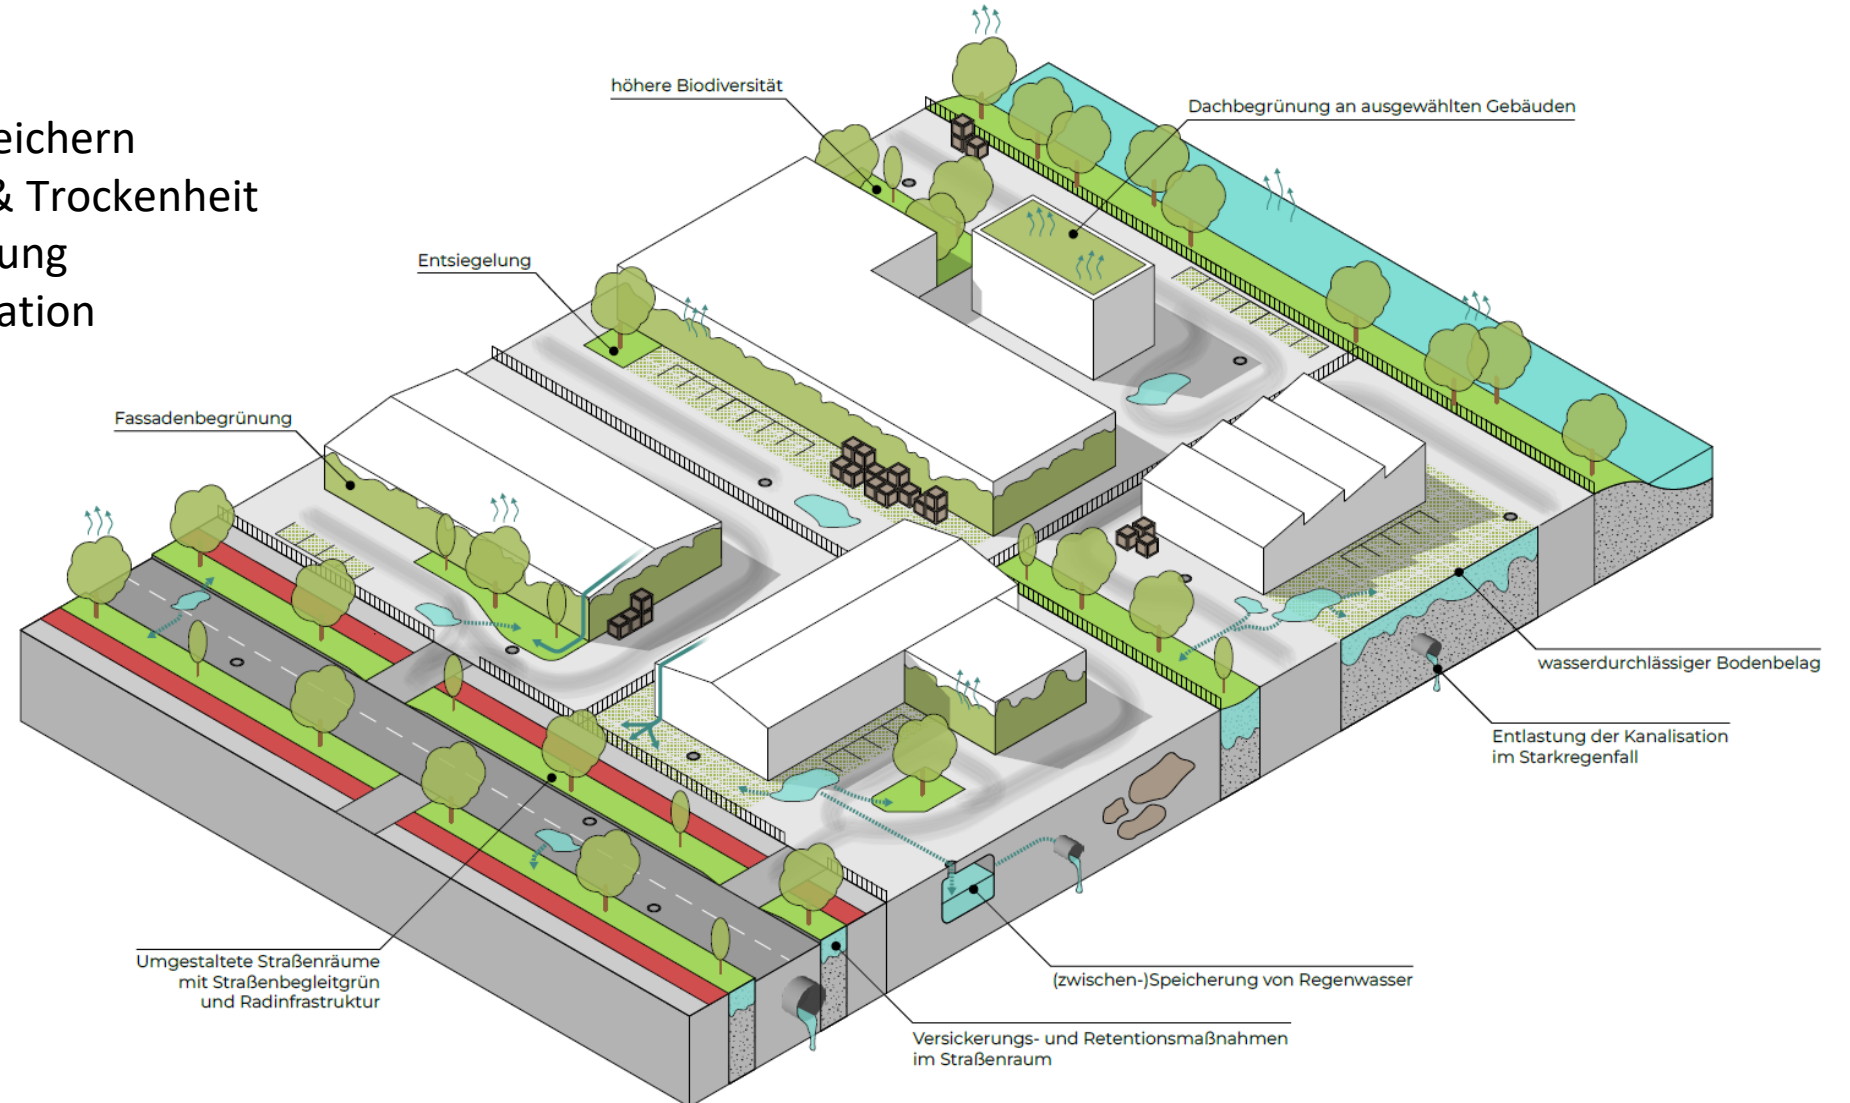 eichern
& Trockenheit
ung
ation
höhere Biodiversität
Dachbegrünung an ausgewählten Gebäuden
Entsiegelung
Fassadenbegrünung
wasserdurchlässiger Bodenbelag
Entlastung der Kanalisation
im Starkregenfall
Umgestaltete Straßenräume
mit Straßenbegleitgrün
und Radinfrastruktur
(zwischen-)Speicherung von Regenwasser
Versickerungs- und Retentionsmaßnahmen
im Straßenraum